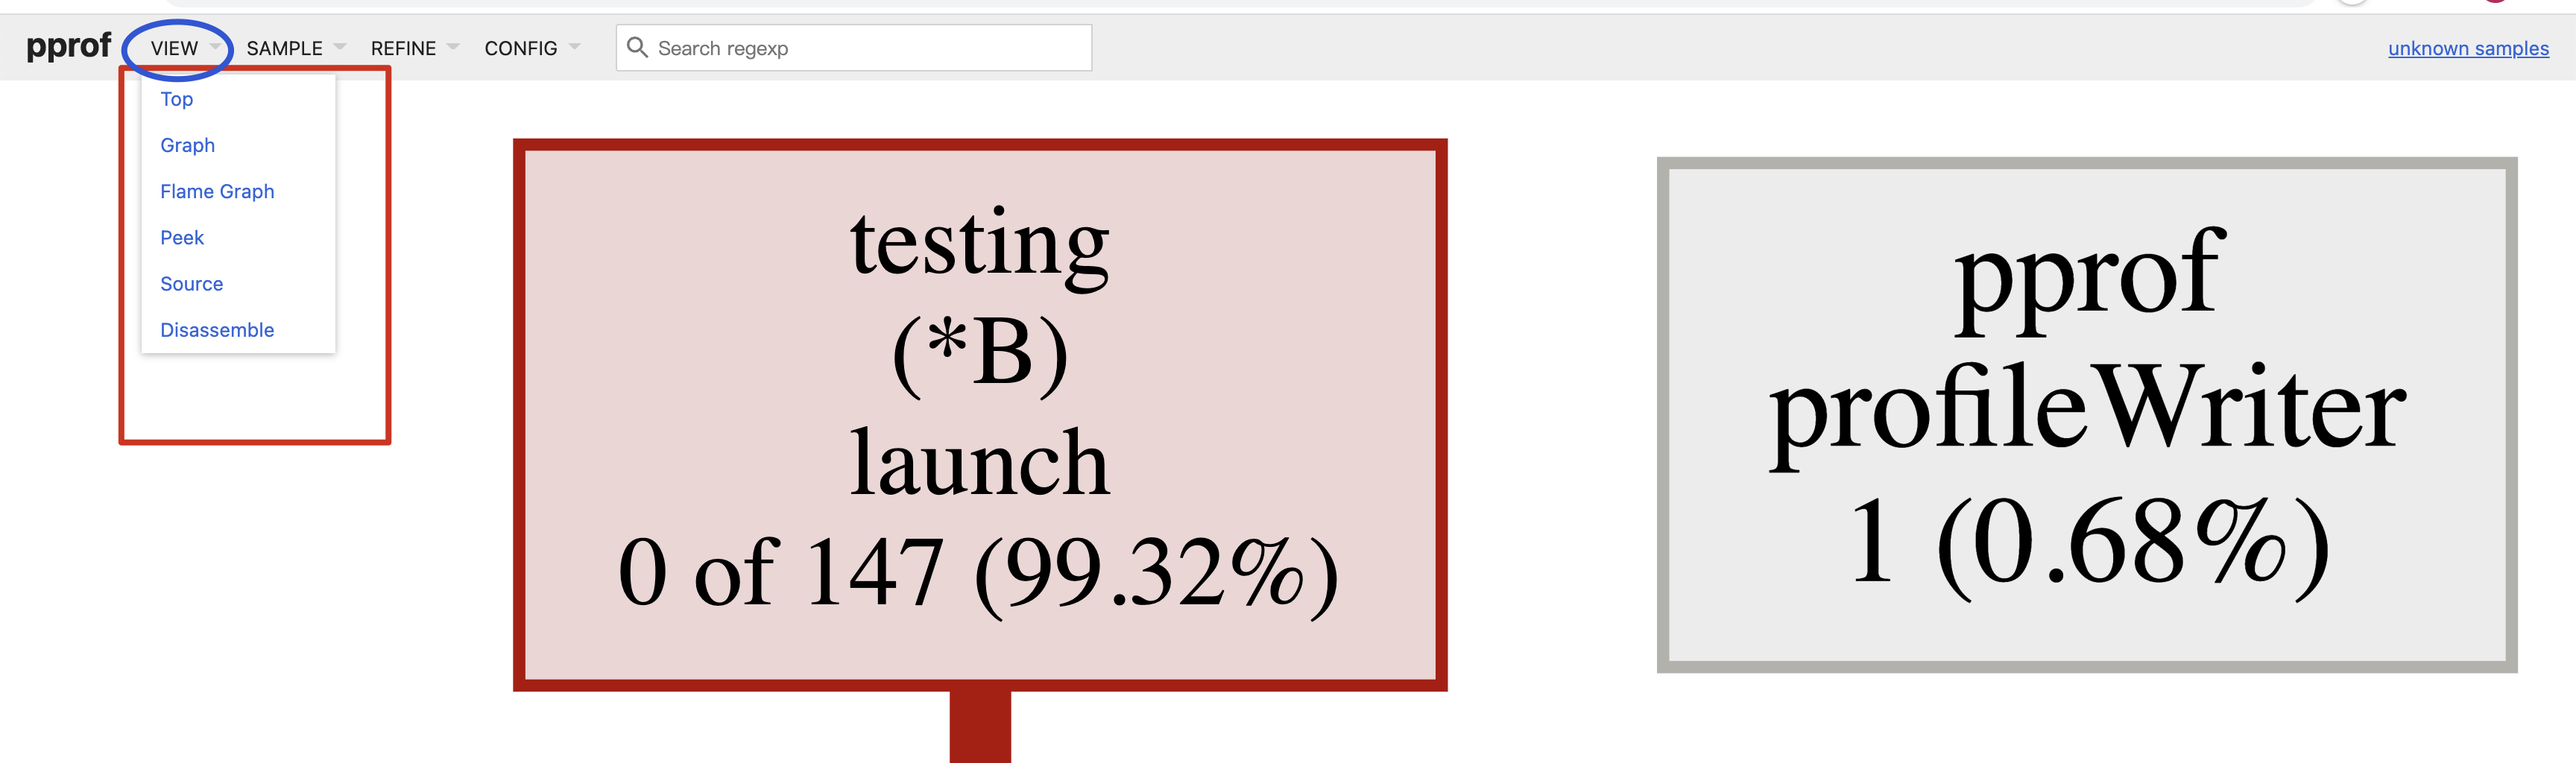 pprof VIEW SAMPLE REFINE CONFIG Search regexp unknown samples
Top
Graph
Flame Graph
Peek
Source
Disassemble
testing
(*B)
launch
0 of 147 (99.32%)
pprof
profileWriter
1 (0.68%)